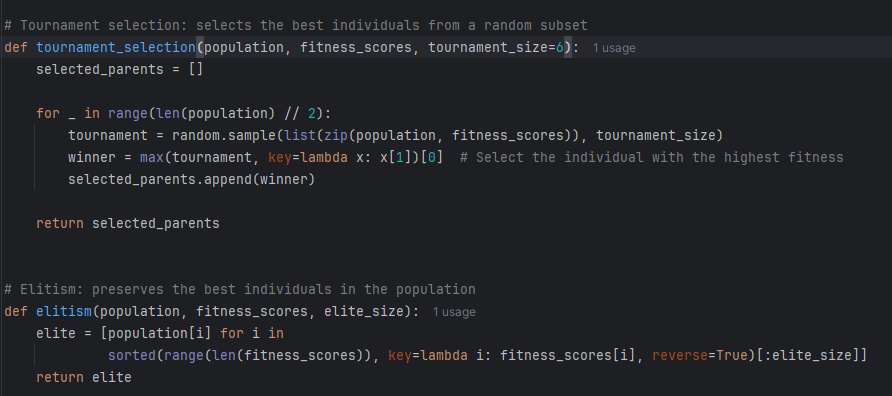 # Tournament selection: selects the best individuals from a random subset
def tournament_selection(population, fitness_scores, tournament_size=6): 1 usage
    selected_parents = []

    for _ in range(len(population) // 2):
        tournament = random.sample(list(zip(population, fitness_scores)), tournament_size)
        winner = max(tournament, key=lambda x: x[1])[0]  # Select the individual with the highest fitness
        selected_parents.append(winner)

    return selected_parents


# Elitism: preserves the best individuals in the population
def elitism(population, fitness_scores, elite_size): 1 usage
    elite = [population[i] for i in
             sorted(range(len(fitness_scores)), key=lambda i: fitness_scores[i], reverse=True)[:elite_size]]
    return elite